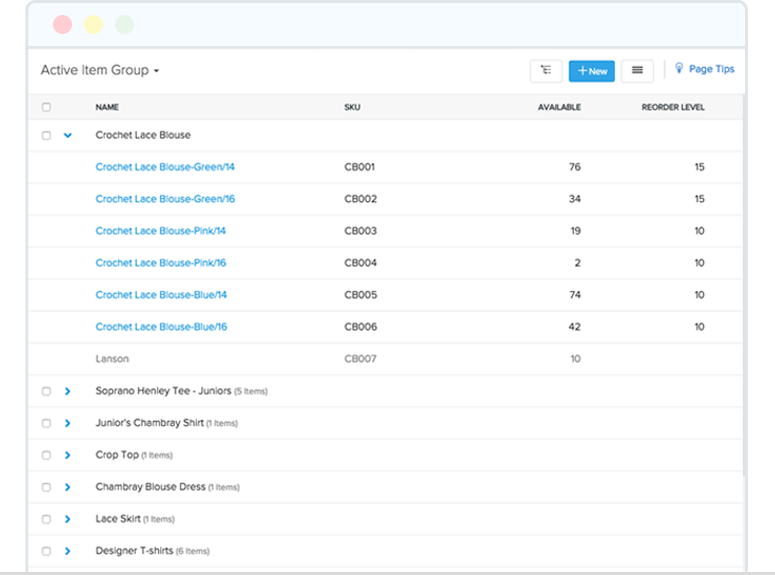 Active Item Group
+ New
Page Tips
NAME SKU AVAILABLE REORDER LEVEL
Crochet Lace Blouse
Crochet Lace Blouse-Green/14 CB001 76 15
Crochet Lace Blouse-Green/16 CB002 34 15
Crochet Lace Blouse-Pink/14 CB003 19 10
Crochet Lace Blouse-Pink/16 CB004 2 10
Crochet Lace Blouse-Blue/14 CB005 74 10
Crochet Lace Blouse-Blue/16 CB006 42 10
Lanson CB007 10
Soprano Henley Tee - Juniors (5 Items)
Junior's Chambray Shirt (1 Items)
Crop Top (1 Items)
Chambray Blouse Dress (1 Items)
Lace Skirt (1 Items)
Designer T-shirts (6 Items)